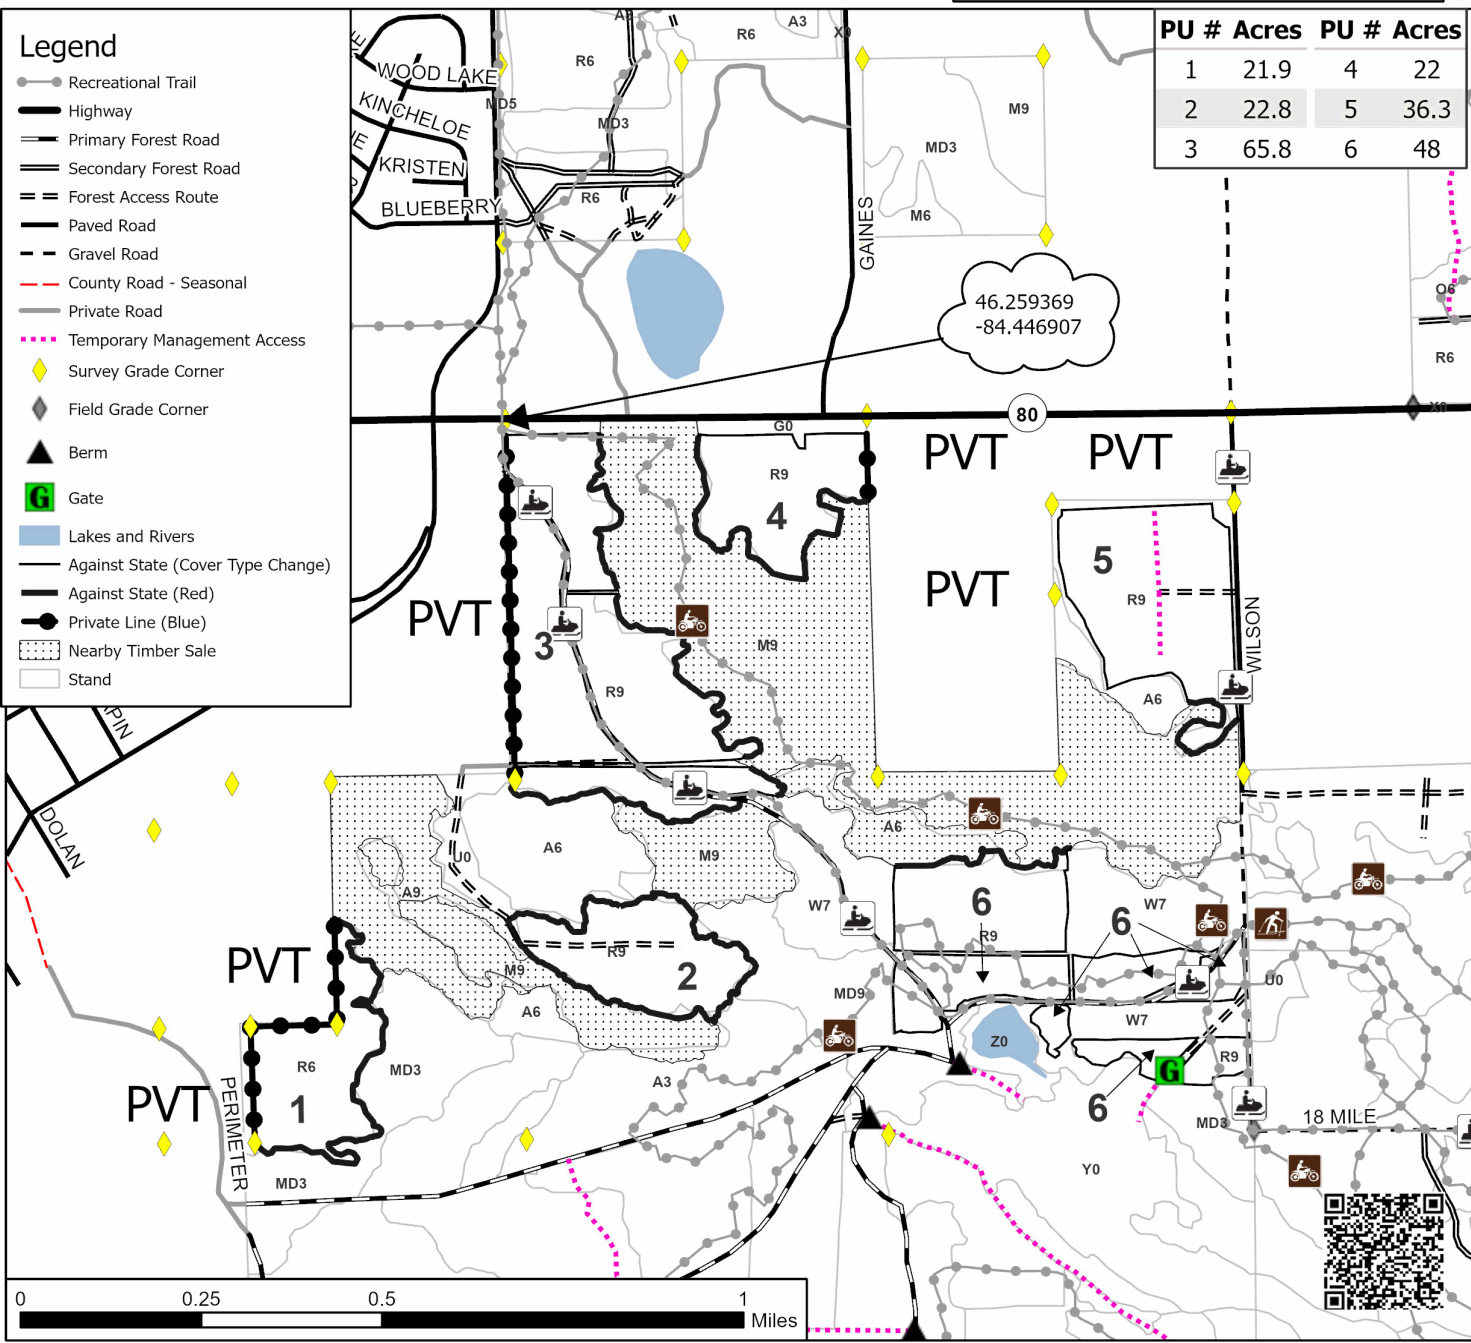 Legend
Recreational Trail
Highway
Primary Forest Road
Secondary Forest Road
Forest Access Route
Paved Road
Gravel Road
County Road - Seasonal
Private Road
Temporary Management Access
Survey Grade Corner
Field Grade Corner
Berm
G Gate
Lakes and Rivers
Against State (Cover Type Change)
Against State (Red)
Private Line (Blue)
Nearby Timber Sale
Stand
PU # Acres PU # Acres
1 21.9 4 22
2 22.8 5 36.3
3 65.8 6 48
R6
A3
R6
WOOD LAKE
MD5
KINCHELOE
MD3
M9
MD3
KRISTEN
R6
BLUEBERRY
M6
GAINES
46.259369
-84.446907
O6
R6
80
G0
PVT
PVT
R9
4
5
PVT
R9
PVT
3
M9
WILSON
R9
A6
DOLAN
A6
U0
A6
M9
A9
W7
6
R9
6
W7
PVT
R9
2
M9
A6
MD9
U0
W7
Z0
R9
R6
MD3
1
PVT
PERIMETER
A3
G
6
MD3
18 MILE
Y0
MD3
0 0.25 0.5 1
Miles